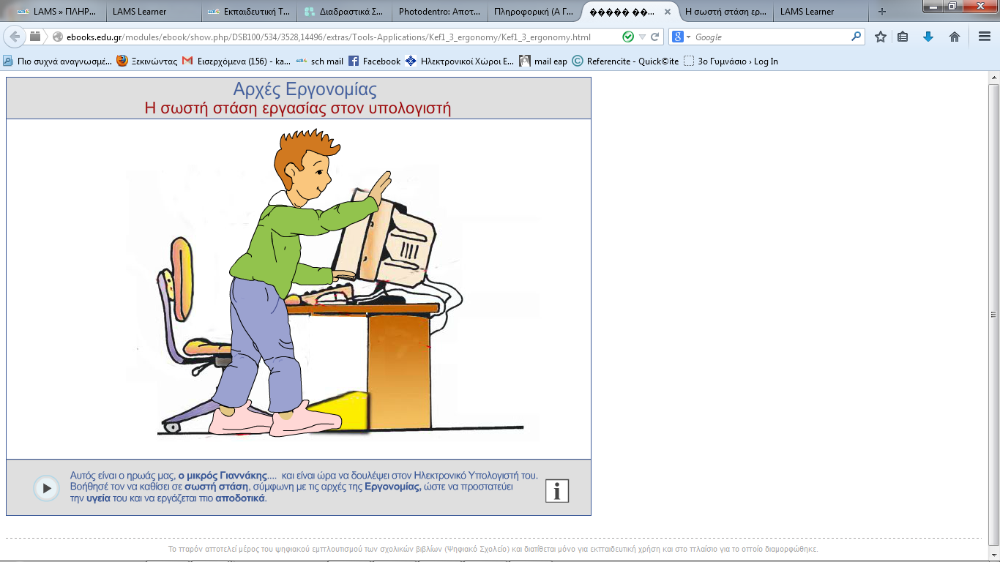 LAMS » ΠΛΗΡ...
LAMS Learner
Εκπαιδευτική Τ...
Διαδραστικά Σ...
Photodentro: Αποτ...
Πληροφορική (Α Γ...
����� ��...
Η σωστή στάση ερ...
LAMS Learner
ebooks.edu.gr/modules/ebook/show.php/DSB100/534/3528,14496/extras/Tools-Applications/Kef1_3_ergonomy/Kef1_3_ergonomy.html
Google
Πιο συχνά αναγνωσμέ...
Ξεκινώντας
Εισερχόμενα (156) - ka...
sch mail
Facebook
Ηλεκτρονικοί Χώροι Ε...
mail eap
Referencite - Quick©ite
3ο Γυμνάσιο › Log In
Αρχές Εργονομίας
Η σωστή στάση εργασίας στον υπολογιστή
Αυτός είναι ο ηρωάς μας, ο μικρός Γιαννάκης.... και είναι ώρα να δουλέψει στον Ηλεκτρονικό Υπολογιστή του.
Βοήθησέ τον να καθίσει σε σωστή στάση, σύμφωνη με τις αρχές της Εργονομίας, ώστε να προστατεύει
την υγεία του και να εργάζεται πιο αποδοτικά.
Το παρόν αποτελεί μέρος του ψηφιακού εμπλουτισμού των σχολικών βιβλίων (Ψηφιακό Σχολείο) και διατίθεται μόνο για εκπαιδευτική χρήση και στο πλαίσιο για το οποίο διαμορφώθηκε.